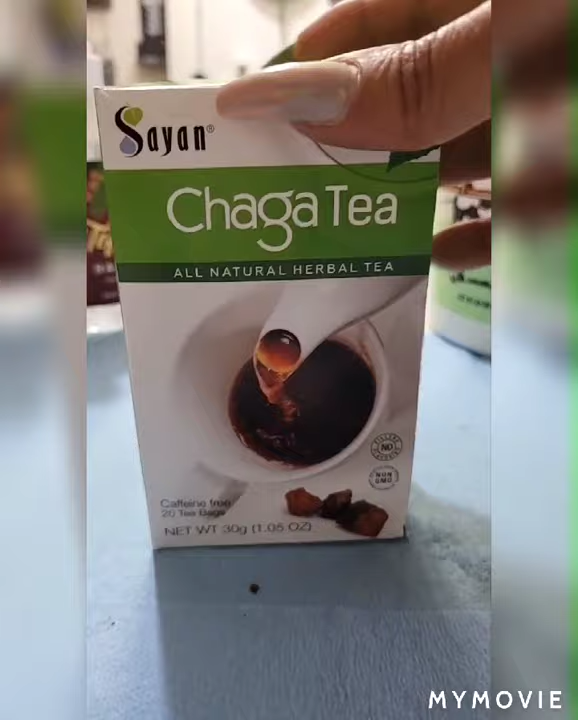 Sayan®
Chaga Tea
ALL NATURAL HERBAL TEA
NO
NON
GMO
Caffeine free
20 Tea Bags
NET WT 30g (1.05 OZ)
MYMOVIE